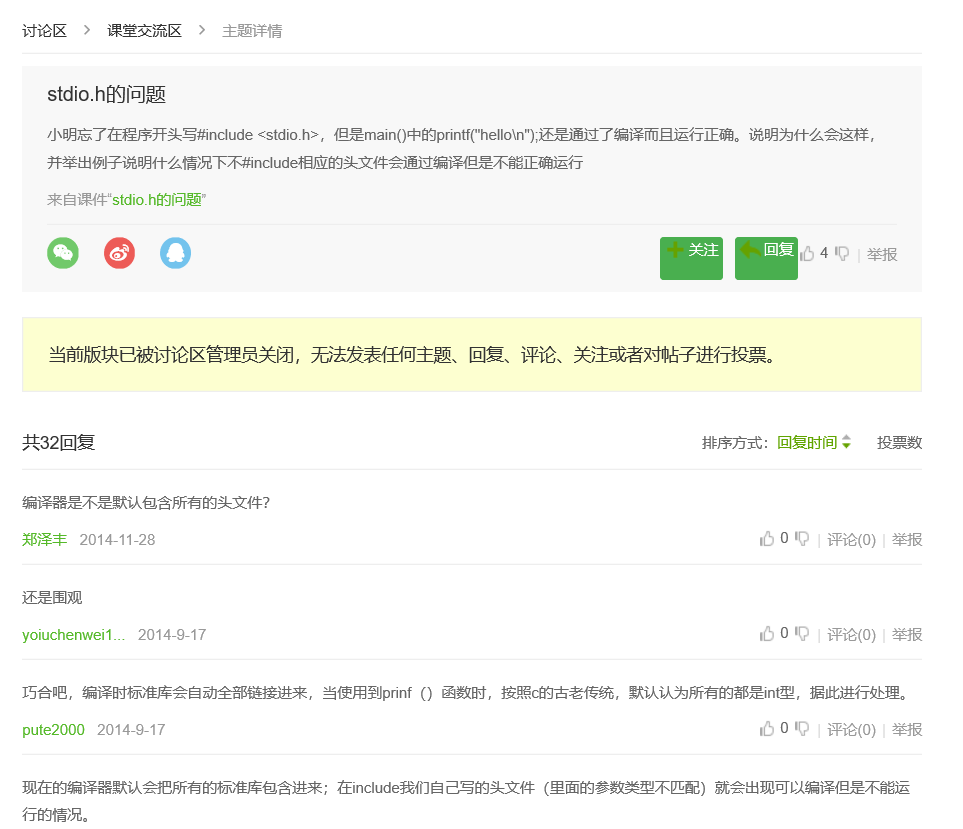 讨论区 > 课堂交流区 > 主题详情
stdio.h的问题
小明忘了在程序开头写#include <stdio.h>，但是main()中的printf("hello\n");还是通过了编译而且运行正确。说明为什么会这样，
并举出例子说明什么情况下不#include相应的头文件会通过编译但是不能正确运行
来自课件“stdio.h的问题”
关注 回复 4 | 举报
当前版块已被讨论区管理员关闭，无法发表任何主题、回复、评论、关注或者对帖子进行投票。
共32回复 排序方式： 回复时间 投票数
编译器是不是默认包含所有的头文件？
郑泽丰 2014-11-28 0 | 评论(0) | 举报
还是围观
yoiuchenwei1... 2014-9-17 0 | 评论(0) | 举报
巧合吧，编译时标准库会自动全部链接进来，当使用到prinf（）函数时，按照c的古老传统，默认认为所有的都是int型，据此进行处理。
pute2000 2014-9-17 0 | 评论(0) | 举报
现在的编译器默认会把所有的标准库包含进来；在include我们自己写的头文件（里面的参数类型不匹配）就会出现可以编译但是不能运
行的情况。